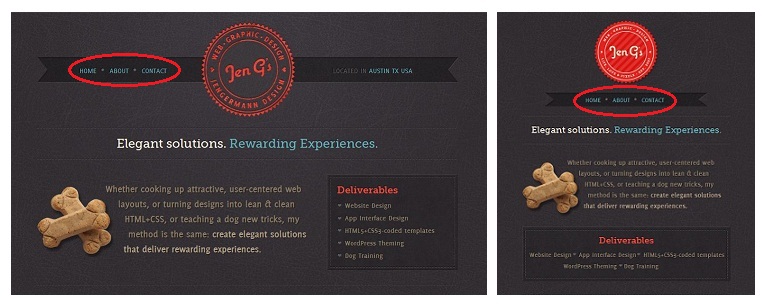 WEB-GRAPHIC-DESIGN
HOME * ABOUT * CONTACT
Jen G's
LOCATED IN AUSTIN TX USA
JENGERMANN DESIGN
Elegant solutions. Rewarding Experiences.
Whether cooking up attractive, user-centered web
layouts, or turning designs into lean & clean
HTML+CSS, or teaching a dog new tricks, my
method is the same: create elegant solutions
that deliver rewarding experiences.
Deliverables
Website Design
App Interface Design
HTML5+CSS3-coded templates
WordPress Theming
Dog Training
Jen G's
HOME * ABOUT * CONTACT
Elegant solutions. Rewarding Experiences.
Whether cooking up attractive, user-centered web
layouts, or turning designs into lean & clean
HTML+CSS, or teaching a dog new tricks, my
method is the same: create elegant solutions
that deliver rewarding experiences.
Deliverables
Website Design * App Interface Design * HTML5+CSS3-coded templates
WordPress Theming * Dog Training